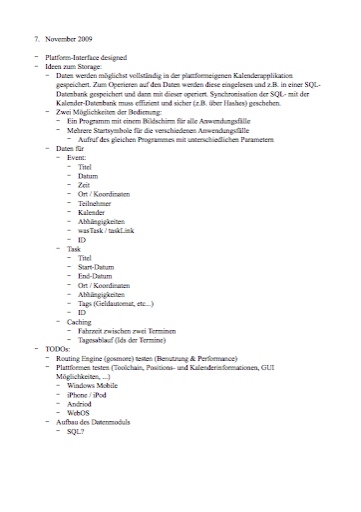 7. November 2009
- Platform-Interface designed
- Ideen zum Storage:
- Daten werden möglichst vollständig in der plattformeigenen Kalenderapplikation
gespeichert. Zum Operieren auf den Daten werden diese eingelesen und z.B. in einer SQL-
Datenbank gespeichert und dann mit dieser operiert. Synchronisation der SQL- mit der
Kalender-Datenbank muss effizient und sicher (z.B. über Hashes) geschehen.
- Zwei Möglichkeiten der Bedienung:
- Ein Programm mit einem Bildschirm für alle Anwendungsfälle
- Mehrere Startsymbole für die verschiedenen Anwendungsfälle
- Aufruf des gleichen Programmes mit unterschiedlichen Parametern
- Daten für
- Event:
- Titel
- Datum
- Zeit
- Ort / Koordinaten
- Teilnehmer
- Kalender
- Abhängigkeiten
- wasTask / taskLink
- ID
- Task
- Titel
- Start-Datum
- End-Datum
- Ort / Koordinaten
- Abhängigkeiten
- Tags (Geldautomat, etc...)
- ID
- Caching
- Fahrzeit zwischen zwei Terminen
- Tagesablauf (Ids der Termine)
- TODOs:
- Routing Engine (gosmore) testen (Benutzung & Performance)
- Plattformen testen (Toolchain, Positions- und Kalenderinformationen, GUI
Möglichkeiten, ...)
- Windows Mobile
- iPhone / iPod
- Andriod
- WebOS
- Aufbau des Datenmoduls
- SQL?